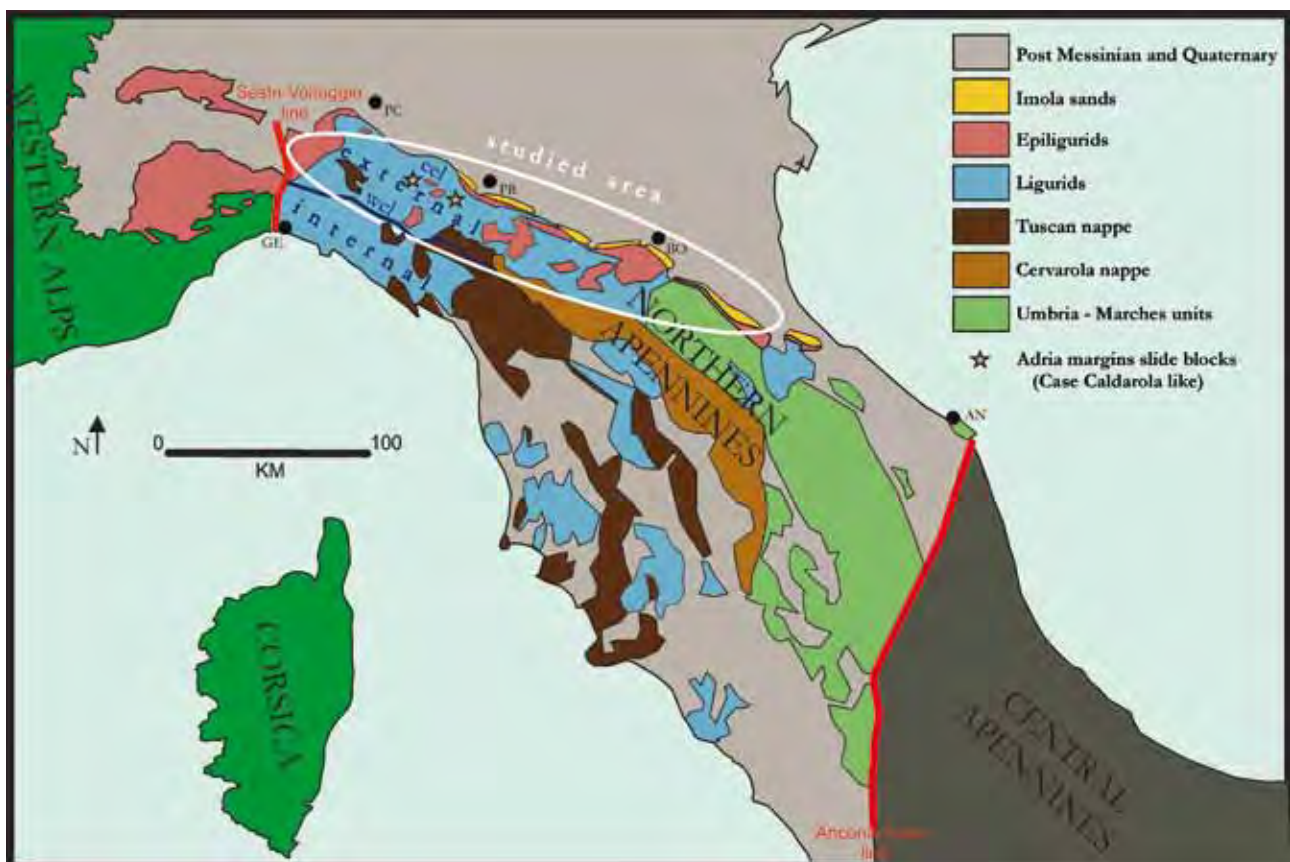 Post Messinian and Quaternary
Imola sands
Epiligurids
Ligurids
Tuscan nappe
Cervarola nappe
Umbria - Marches units
Adria margins slide blocks
(Case Caldarola like)
WESTERN ALPS
Sestri-Voltaggio
line
PC
studied area
external
ecl
wcl
internal
PR
BO
GE
NORTHERN
APENNINES
AN
N
0
100
KM
CORSICA
CENTRAL
APENNINES
Ancona
line